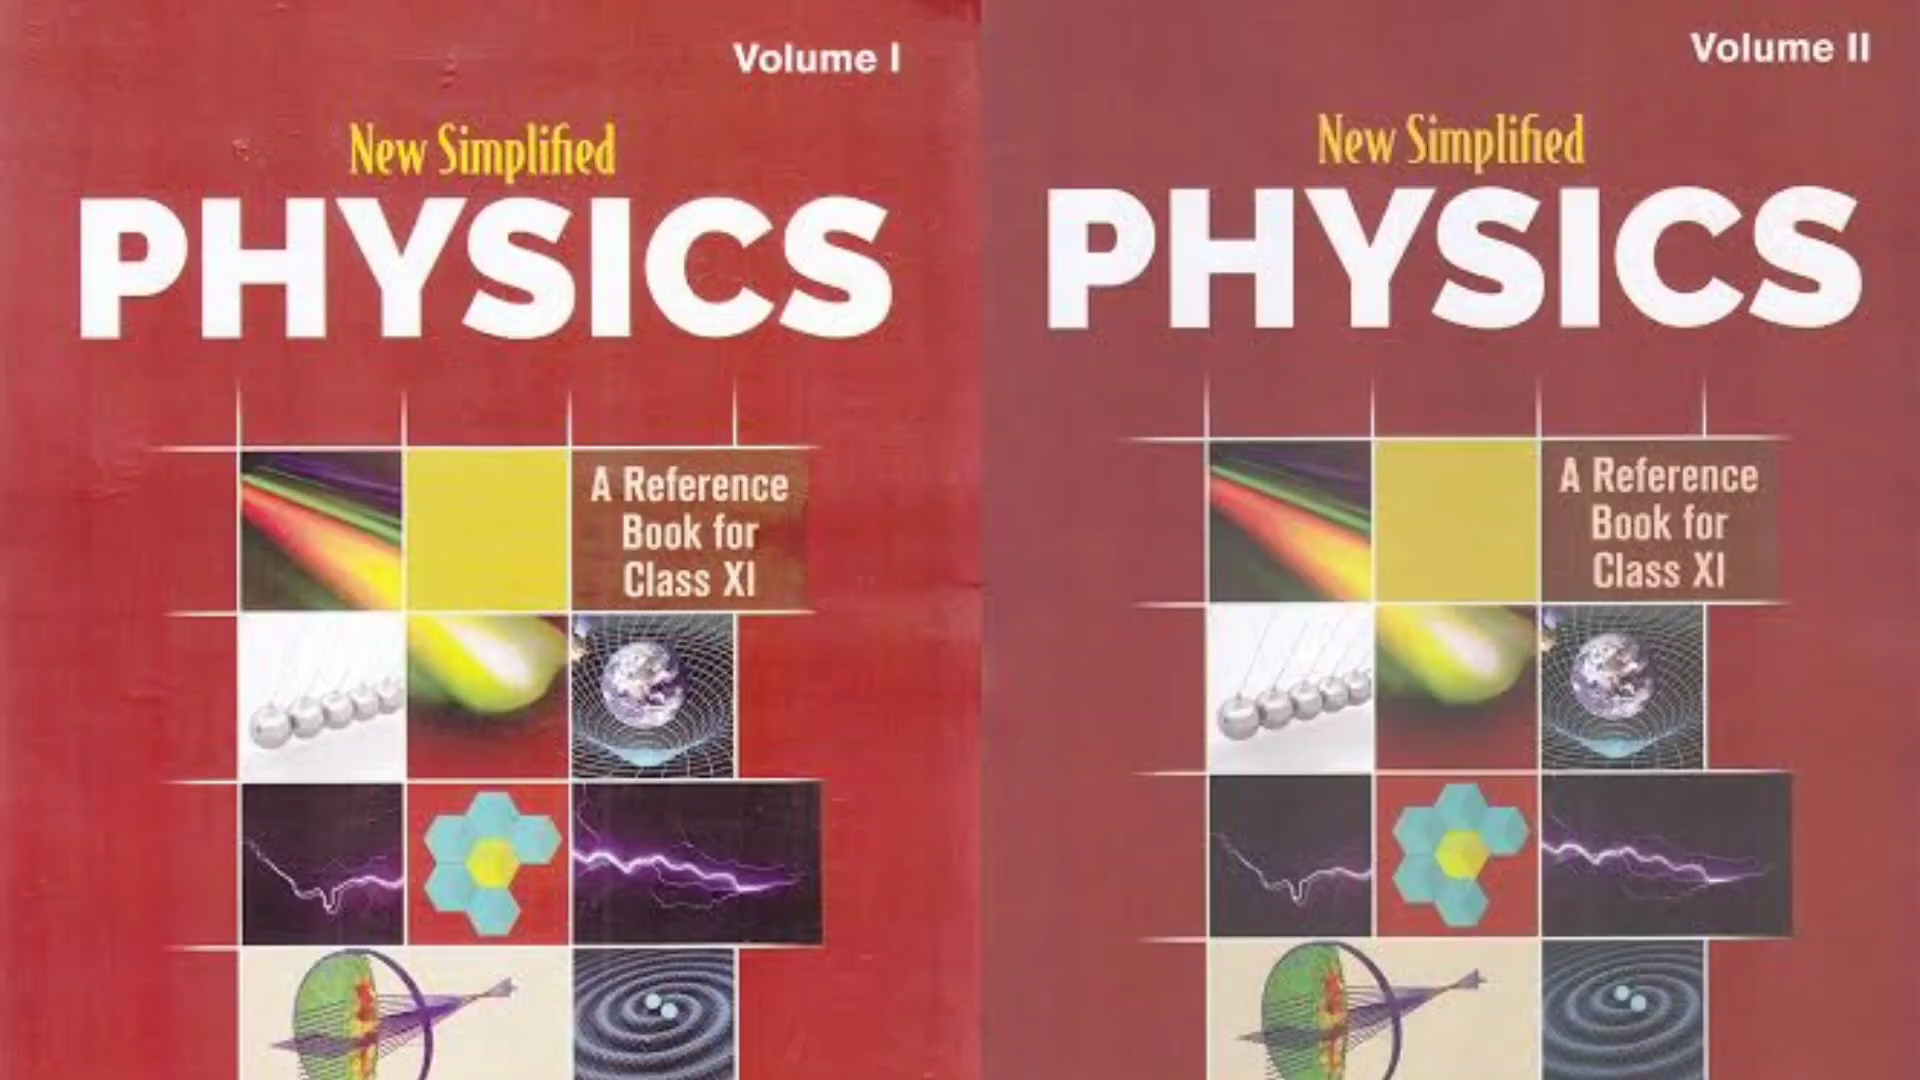 Volume I
New Simplified
PHYSICS
A Reference
Book for
Class XI
Volume II
New Simplified
PHYSICS
A Reference
Book for
Class XI